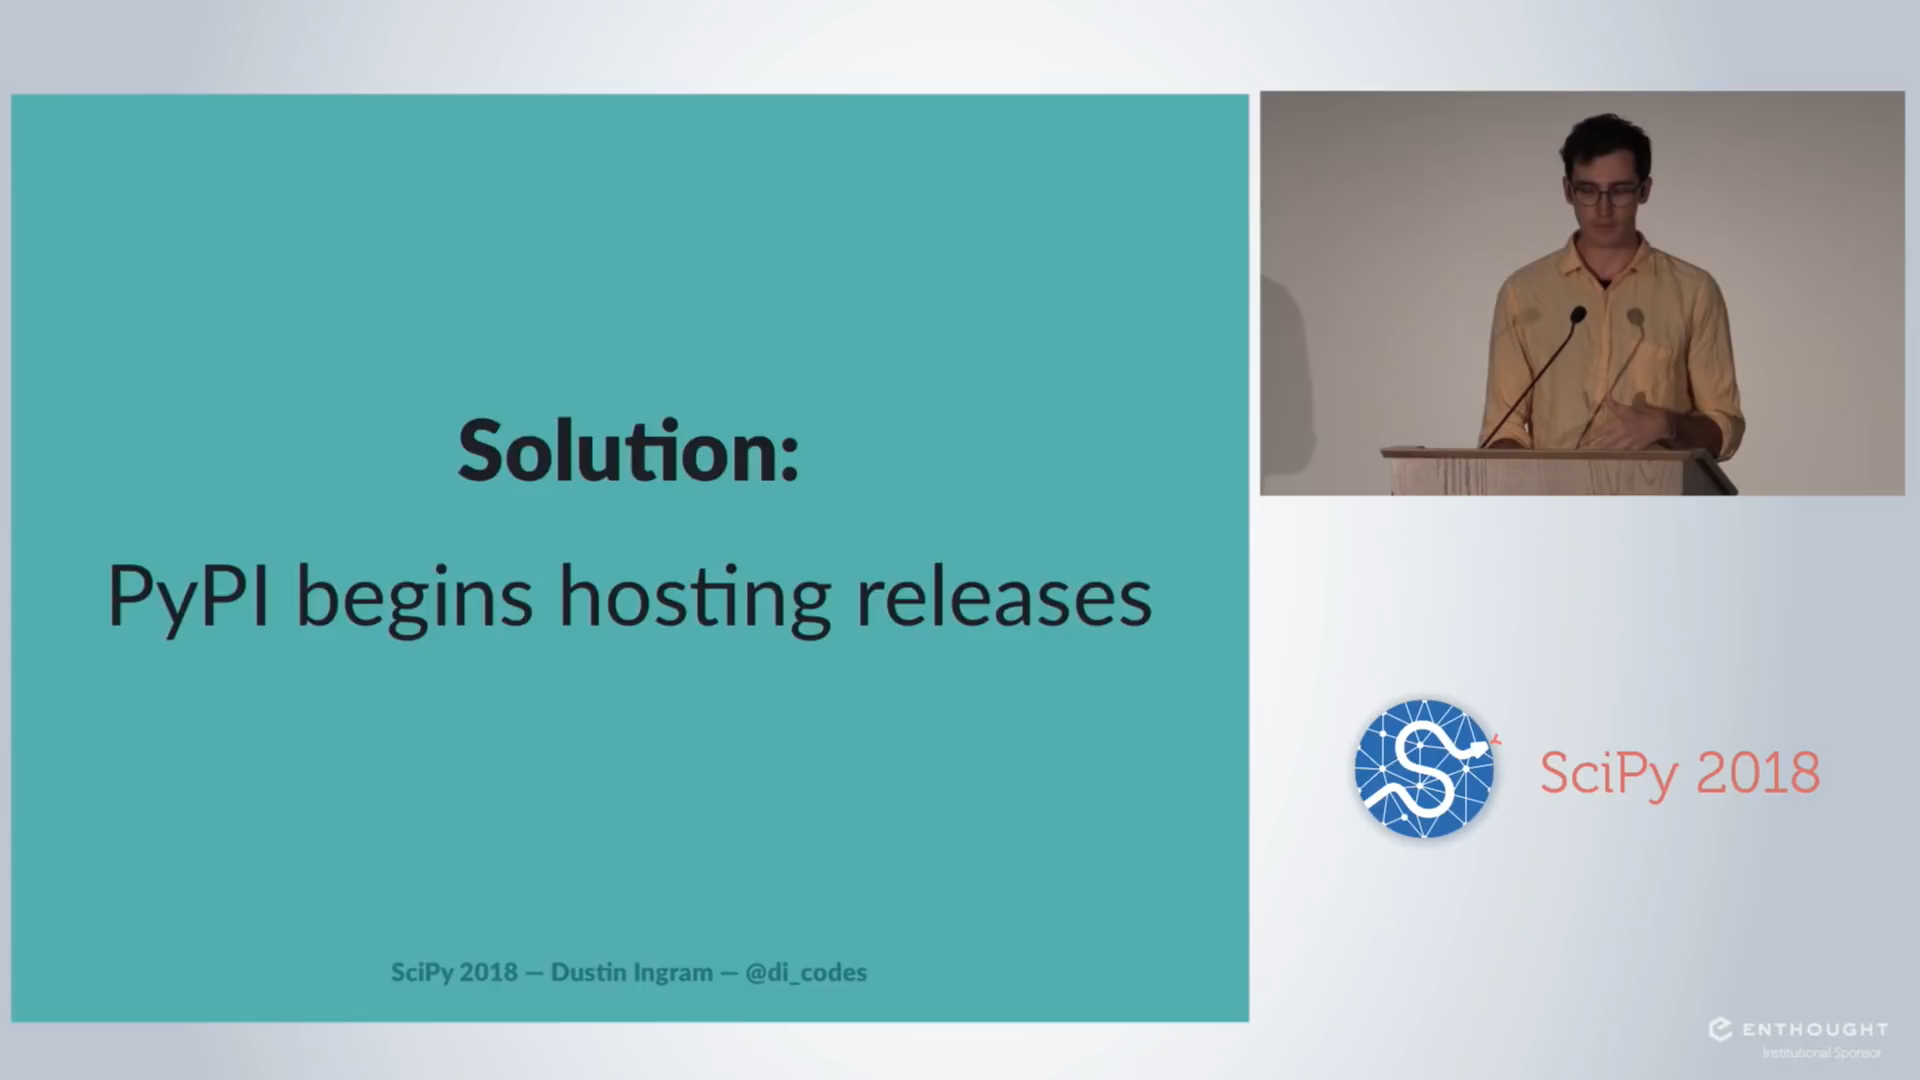 Solution:
PyPI begins hosting releases
SciPy 2018 — Dustin Ingram — @di_codes
SciPy 2018
ENTHOUGHT
Institutional Sponsor